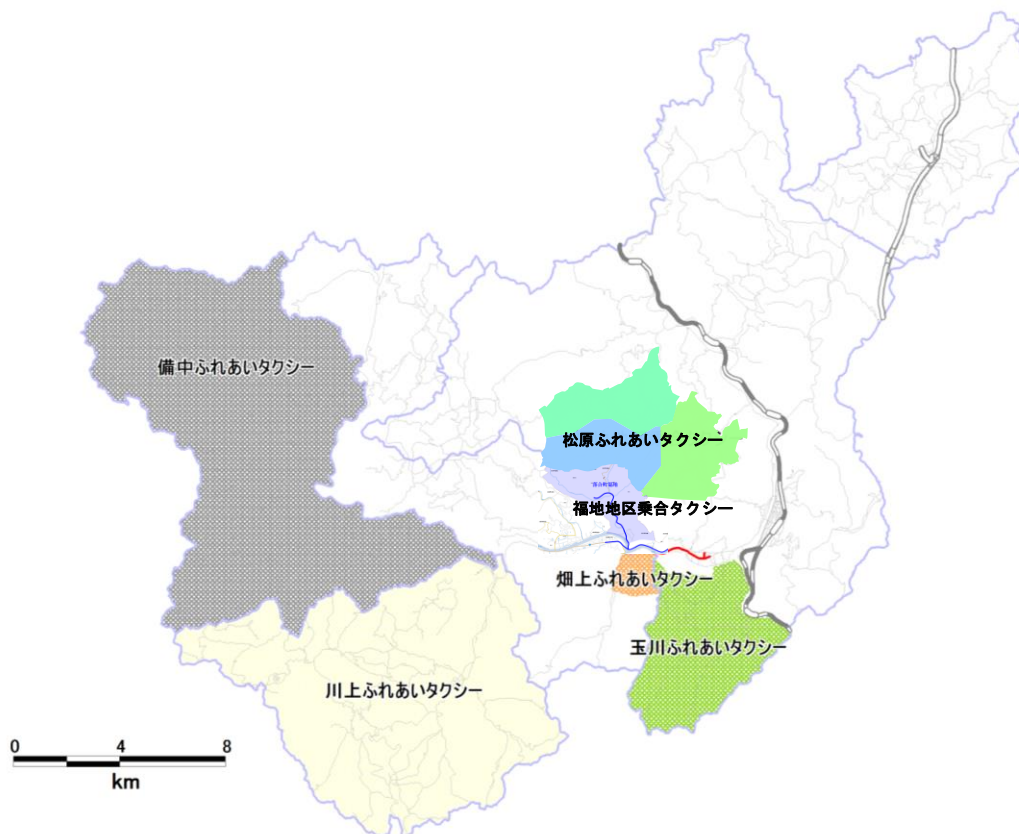 備中ふれあいタクシー
松原ふれあいタクシー
福地地区乗合タクシー
畑上ふれあいタクシー
玉川ふれあいタクシー
川上ふれあいタクシー
0 4 8
km